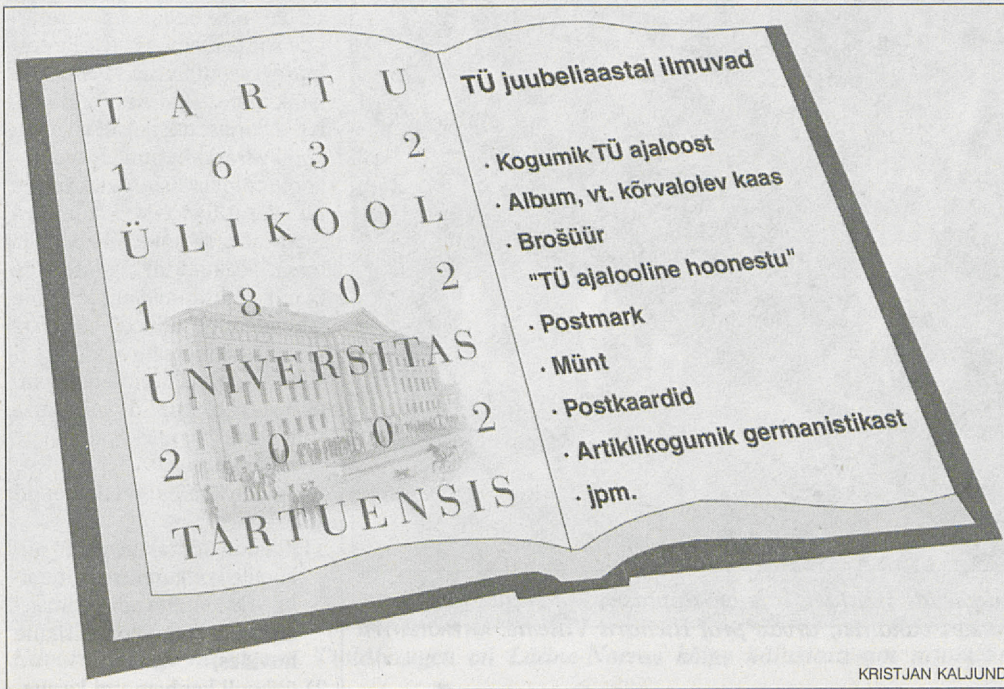 T A R T U
1 6 3 2
Ü L I K O O L
1 8 0 2
UNIVERSITAS
2 0 0 2
TARTUENSIS
TÜ juubeliaastal ilmuvad
· Kogumik TÜ ajaloost
· Album, vt. kõrvalolev kaas
· Brošüür
"TÜ ajalooline hoonestu"
· Postmark
· Münt
· Postkaardid
· Artiklikogumik germanistikast
· jpm.
KRISTJAN KALJUND